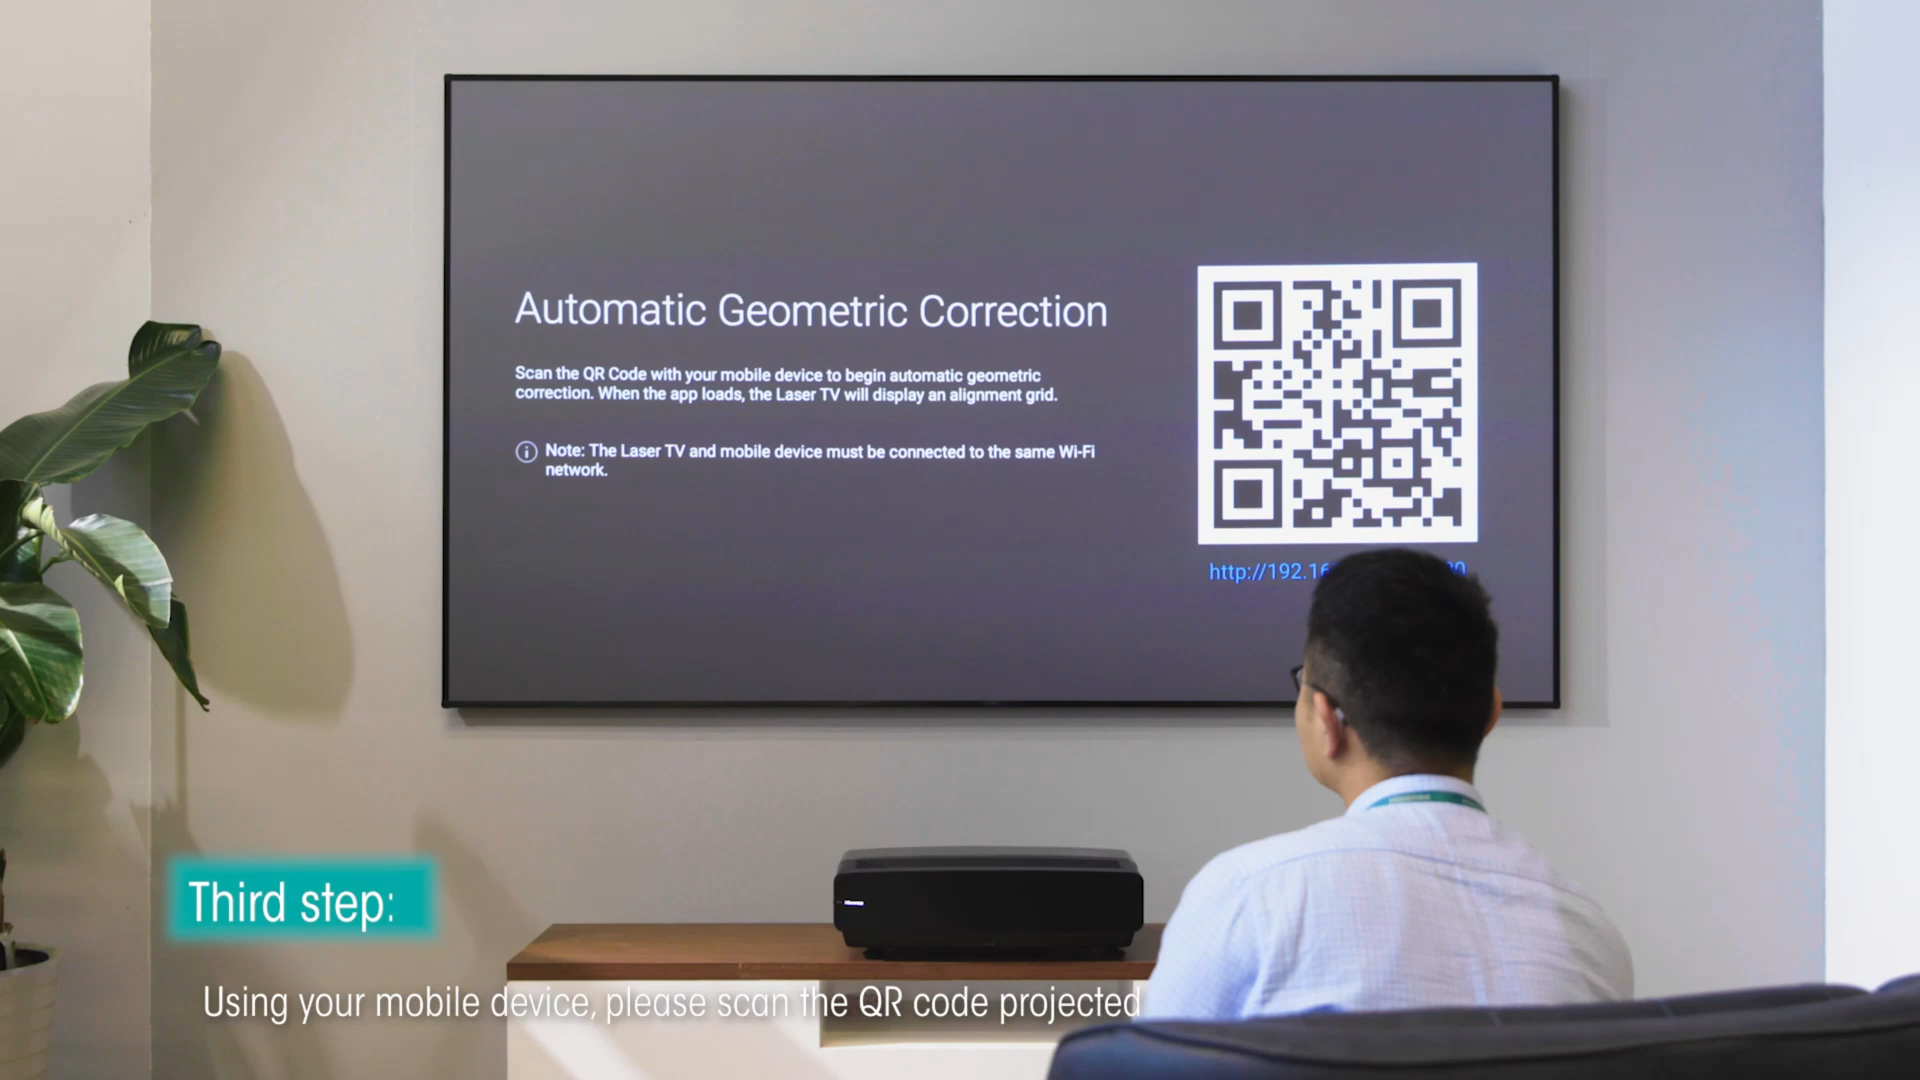 Automatic Geometric Correction
Scan the QR Code with your mobile device to begin automatic geometric
correction. When the app loads, the Laser TV will display an alignment grid.
Note: The Laser TV and mobile device must be connected to the same Wi-Fi
network.
http://192.16
Hisense
Third step:
Using your mobile device, please scan the QR code projected